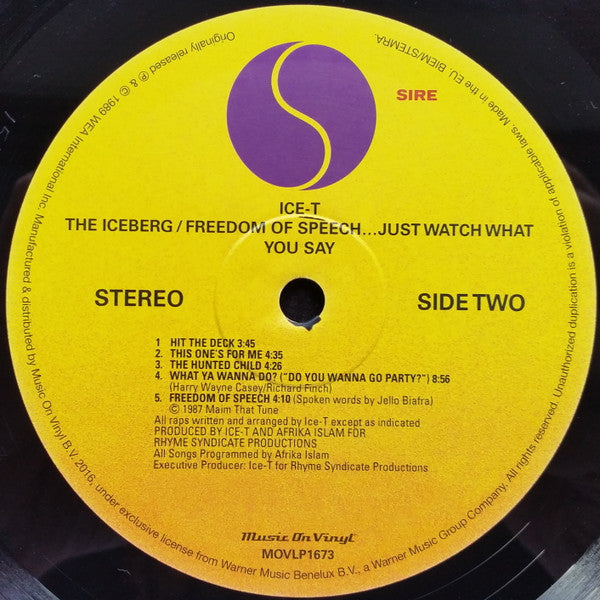 SIRE
ICE-T
THE ICEBERG / FREEDOM OF SPEECH...JUST WATCH WHAT
YOU SAY
STEREO
SIDE TWO
1 HIT THE DECK 3:45
2. THIS ONE'S FOR ME 4:35
3. THE HUNTED CHILD 4:26
4. WHAT YA WANNA DO? ("DO YOU WANNA GO PARTY?") 8:56
(Harry Wayne Casey/Richard Finch)
5. FREEDOM OF SPEECH 4:10 (Spoken words by Jello Biafra)
© 1987 Maim That Tune
All raps written and arranged by Ice-T except as indicated
PRODUCED BY ICE-T AND AFRIKA ISLAM FOR
RHYME SYNDICATE PRODUCTIONS
All Songs Programmed by Afrika Islam
Executive Producer: Ice-T for Rhyme Syndicate Productions
Music On Vinyl
MOVLP1673
Originally released ℗ & © 1989 WEA International Inc. Manufactured & distributed by Music On Vinyl B.V. 2016, under exclusive license from Warner Music Benelux B.V., a Warner Music Group Company. All rights reserved. Unauthorized duplication is a violation of applicable laws. Made in the EU. BIEM/STEMRA.